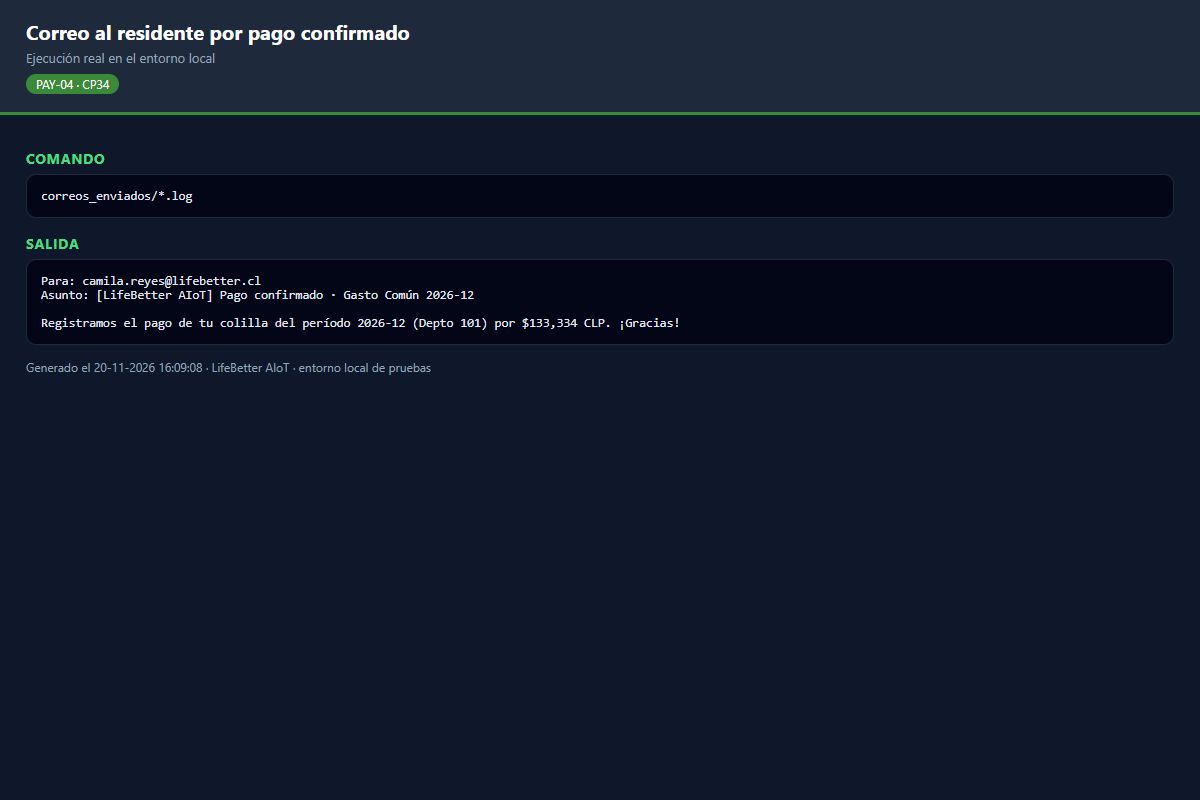 Correo al residente por pago confirmado
Ejecución real en el entorno local
PAY-04 · CP34
COMANDO
correos_enviados/*.log
SALIDA
Para: camila.reyes@lifebetter.cl
Asunto: [LifeBetter AIoT] Pago confirmado · Gasto Común 2026-12
Registramos el pago de tu colilla del período 2026-12 (Depto 101) por $133,334 CLP. ¡Gracias!
Generado el 20-11-2026 16:09:08 · LifeBetter AIoT · entorno local de pruebas